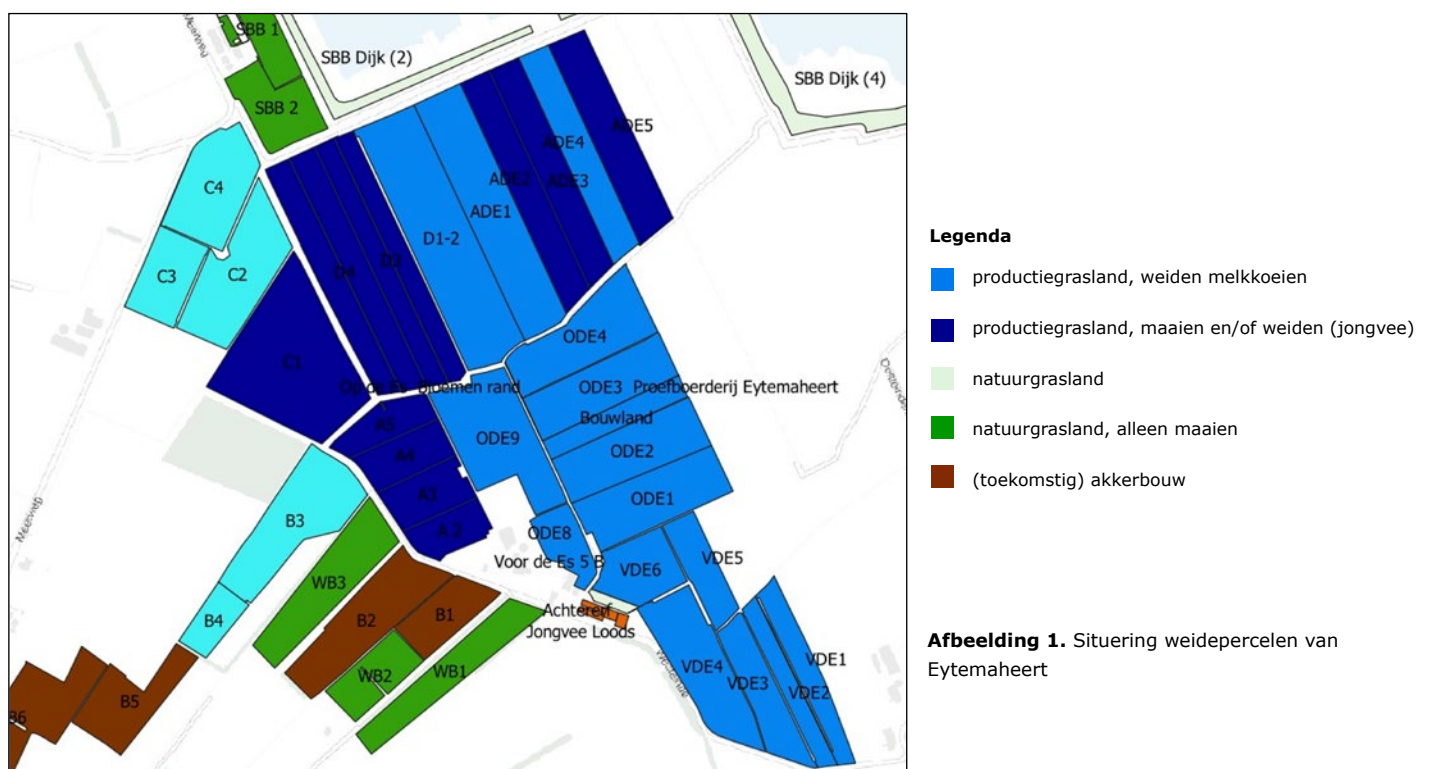 SBB 1
SBB Dijk (2)
SBB Dijk (4)
SBB 2
ADE5
ADE4
ADE2
ADE3
C4
ADE1
D1-2
D3
D4
C3
C2
C1
ODE4
Bloemen rand
ODE3
Proefboerderij Eytemaheert
Bouwland
A5
ODE9
ODE2
A4
A3
ODE1
A 2
B3
ODE8
Voor de Es 5 B
VDE5
VDE6
WB3
B4
B2
B1
Achtererf
Jongvee Loods
WB2
WB1
VDE4
VDE3
VDE1
VDE2
B5
B6
Legenda
productiegrasland, weiden melkkoeien
productiegrasland, maaien en/of weiden (jongvee)
natuurgrasland
natuurgrasland, alleen maaien
(toekomstig) akkerbouw
Afbeelding 1. Situering weidepercelen van
Eytemaheert